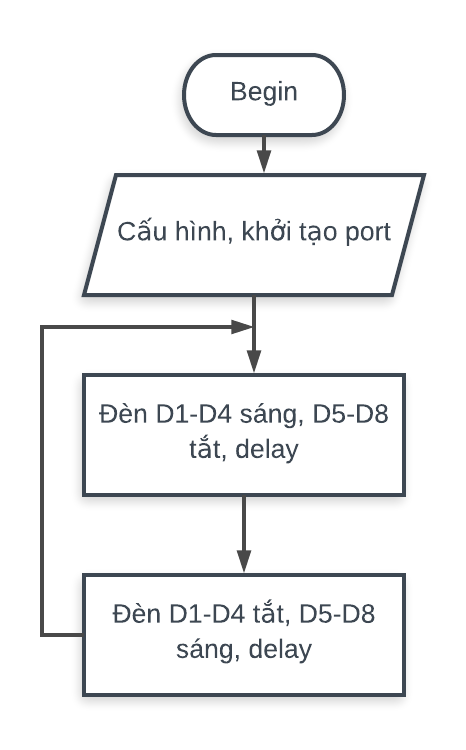 Begin
Cấu hình, khởi tạo port
Đèn D1-D4 sáng, D5-D8
tắt, delay
Đèn D1-D4 tắt, D5-D8
sáng, delay